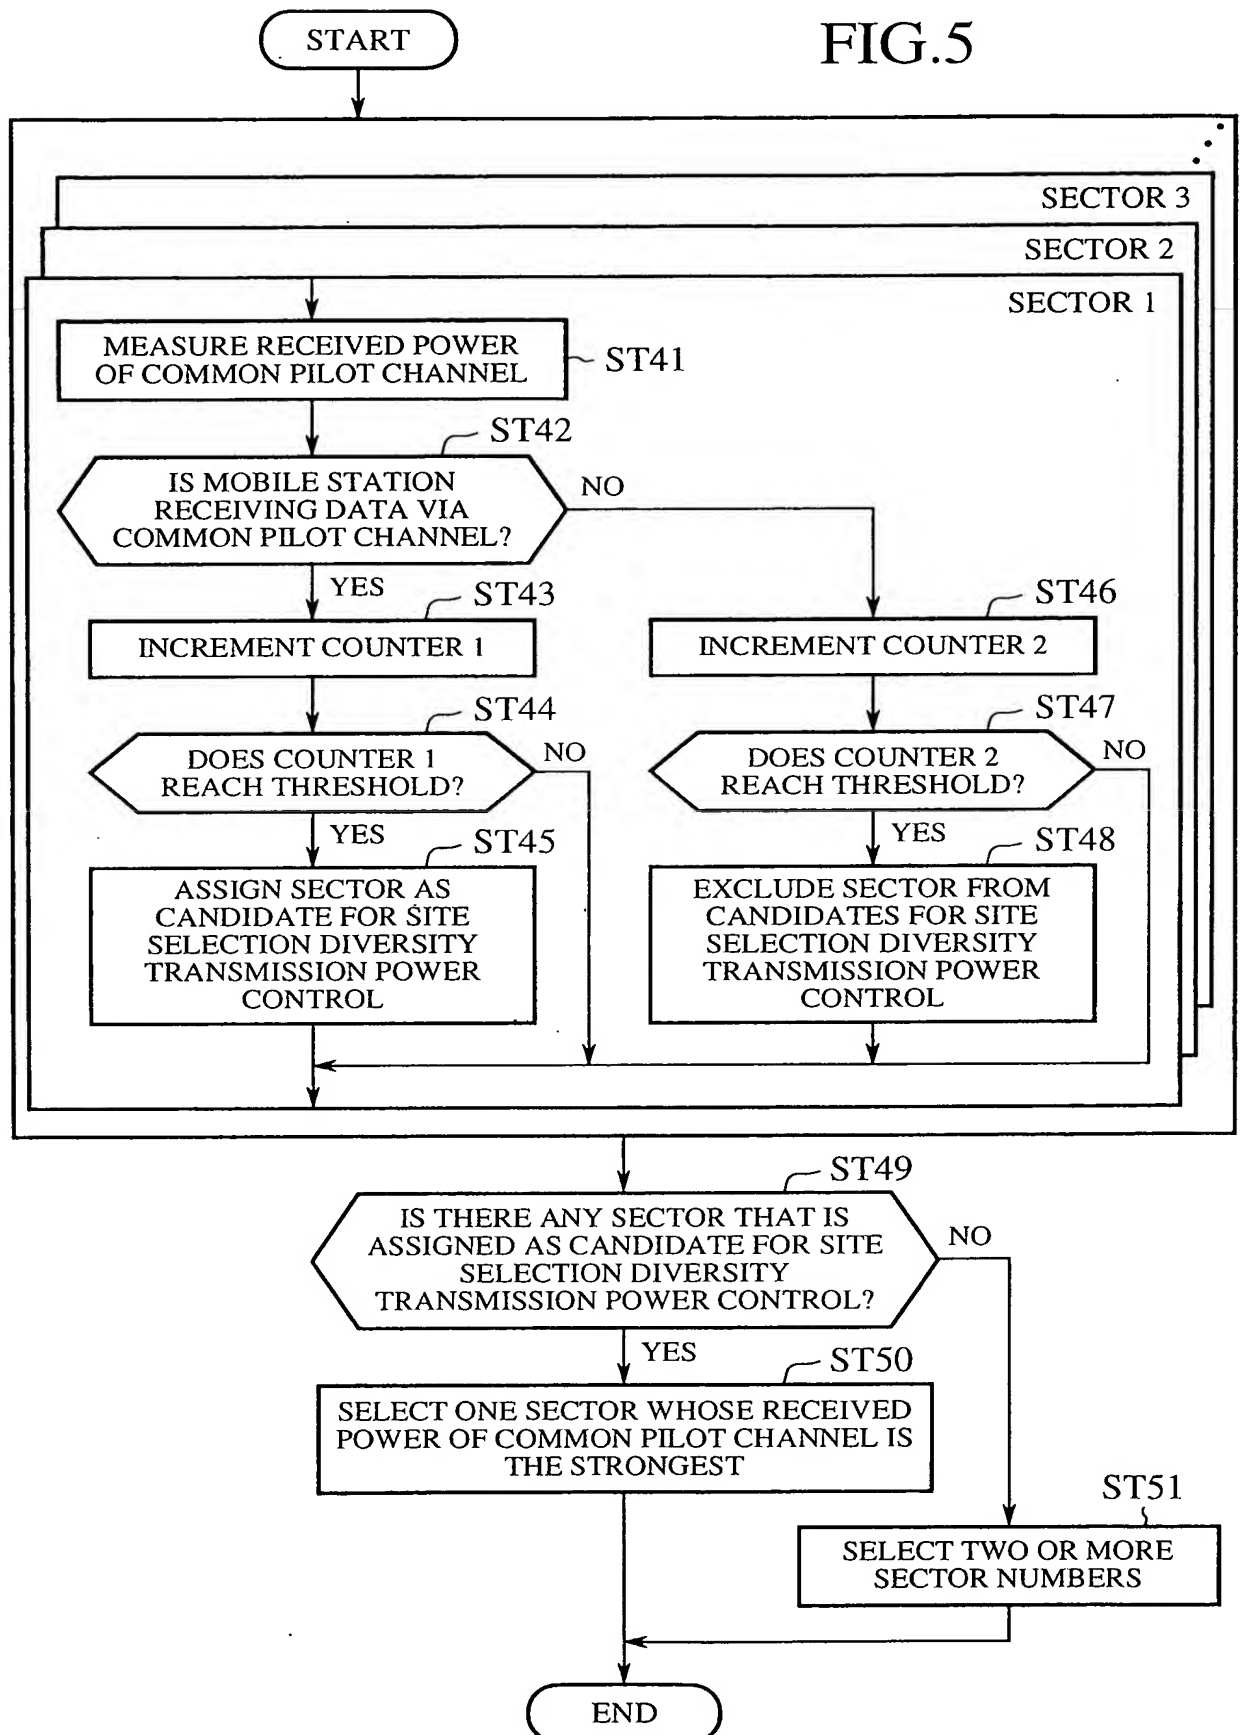 START
FIG.5
SECTOR 3
SECTOR 2
SECTOR 1
MEASURE RECEIVED POWER
OF COMMON PILOT CHANNEL
ST41
ST42
IS MOBILE STATION
RECEIVING DATA VIA
COMMON PILOT CHANNEL?
NO
YES
ST43
INCREMENT COUNTER 1
ST46
INCREMENT COUNTER 2
ST44
DOES COUNTER 1
REACH THRESHOLD?
NO
ST47
DOES COUNTER 2
REACH THRESHOLD?
NO
YES
ST45
ASSIGN SECTOR AS
CANDIDATE FOR SITE
SELECTION DIVERSITY
TRANSMISSION POWER
CONTROL
YES
ST48
EXCLUDE SECTOR FROM
CANDIDATES FOR SITE
SELECTION DIVERSITY
TRANSMISSION POWER
CONTROL
ST49
IS THERE ANY SECTOR THAT IS
ASSIGNED AS CANDIDATE FOR SITE
SELECTION DIVERSITY
TRANSMISSION POWER CONTROL?
NO
YES
ST50
SELECT ONE SECTOR WHOSE RECEIVED
POWER OF COMMON PILOT CHANNEL IS
THE STRONGEST
ST51
SELECT TWO OR MORE
SECTOR NUMBERS
END